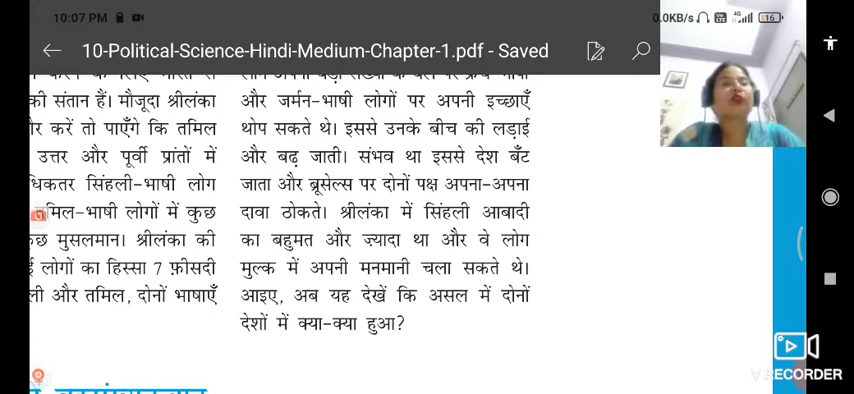 10:07 PM
0.0KB/s
4G
16
10-Political-Science-Hindi-Medium-Chapter-1.pdf - Saved
की संतान हैं। मौजूदा श्रीलंका
करें तो पाएँगे कि तमिल
उत्तर और पूर्वी प्रांतों में
सिंहली-भाषी लोग
तमिल-भाषी लोगों में कुछ
मुसलमान। श्रीलंका की
लोगों का हिस्सा 7 फ़ीसदी
और तमिल, दोनों भाषाएँ
और जर्मन-भाषी लोगों पर अपनी इच्छाएँ
थोप सकते थे। इससे उनके बीच की लड़ाई
और बढ़ जाती। संभव था इससे देश बँट
जाता और ब्रूसेल्स पर दोनों पक्ष अपना-अपना
दावा ठोकते। श्रीलंका में सिंहली आबादी
का बहुमत और ज़्यादा था और वे लोग
मुल्क में अपनी मनमानी चला सकते थे।
आइए, अब यह देखें कि असल में दोनों
देशों में क्या-क्या हुआ?
V RECORDER